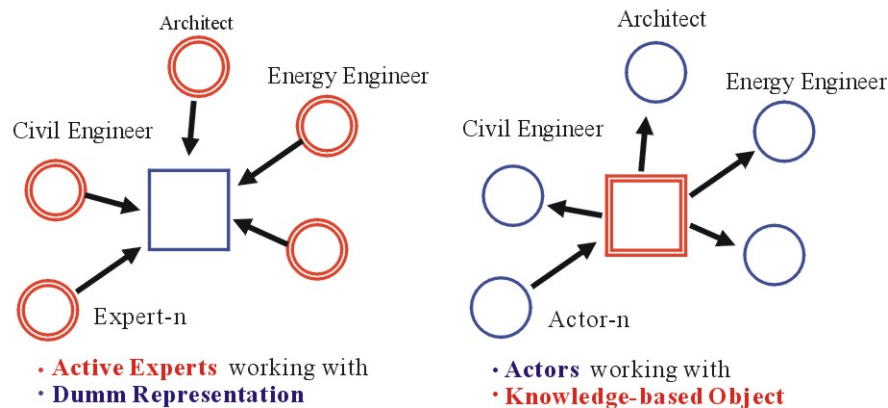 Architect
Energy Engineer
Civil Engineer
Expert-n
• Active Experts working with
• Dumm Representation
Architect
Energy Engineer
Civil Engineer
Actor-n
• Actors working with
• Knowledge-based Object